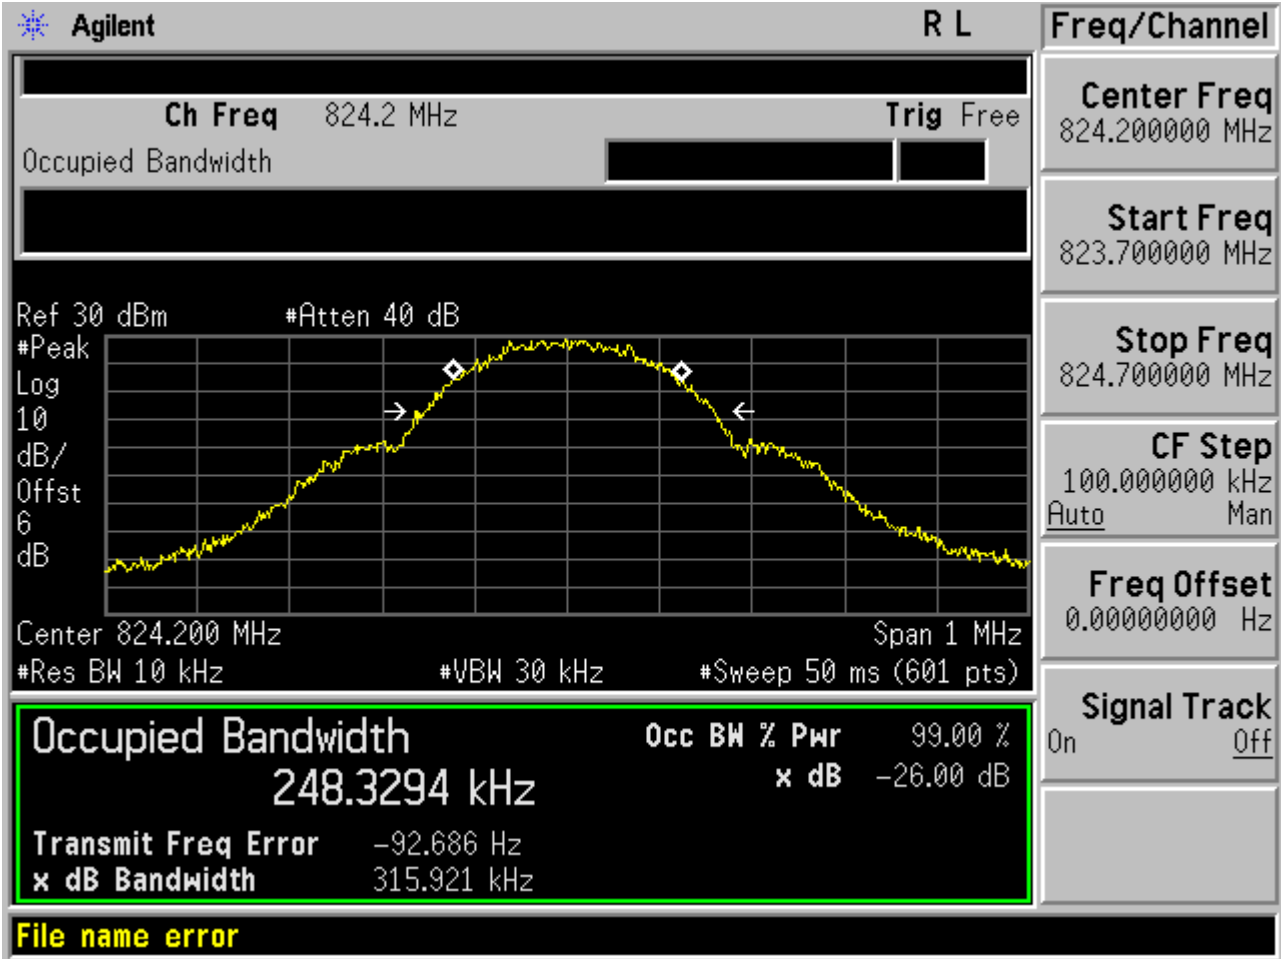 Agilent
R L
Freq/Channel
Ch Freq 824.2 MHz
Trig Free
Occupied Bandwidth
Center Freq
824.200000 MHz
Start Freq
823.700000 MHz
Stop Freq
824.700000 MHz
CF Step
100.000000 kHz
Auto Man
Freq Offset
0.00000000 Hz
Signal Track
On Off
Ref 30 dBm
#Atten 40 dB
#Peak
Log
10
dB/
Offst
6
dB
Center 824.200 MHz
Span 1 MHz
#Res BW 10 kHz
#VBW 30 kHz
#Sweep 50 ms (601 pts)
Occupied Bandwidth
248.3294 kHz
Occ BW % Pwr 99.00 %
x dB -26.00 dB
Transmit Freq Error -92.686 Hz
x dB Bandwidth 315.921 kHz
File name error